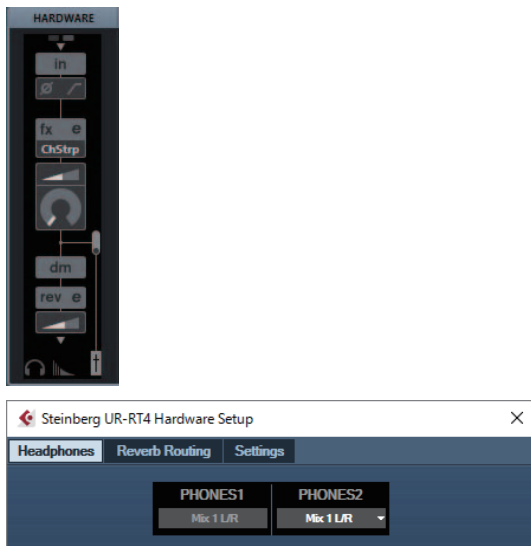 HARDWARE
in
fx e
ChStrp
dm
rev e
Steinberg UR-RT4 Hardware Setup
Headphones Reverb Routing Settings
PHONES1 PHONES2
Mix 1 L/R Mix 1 L/R